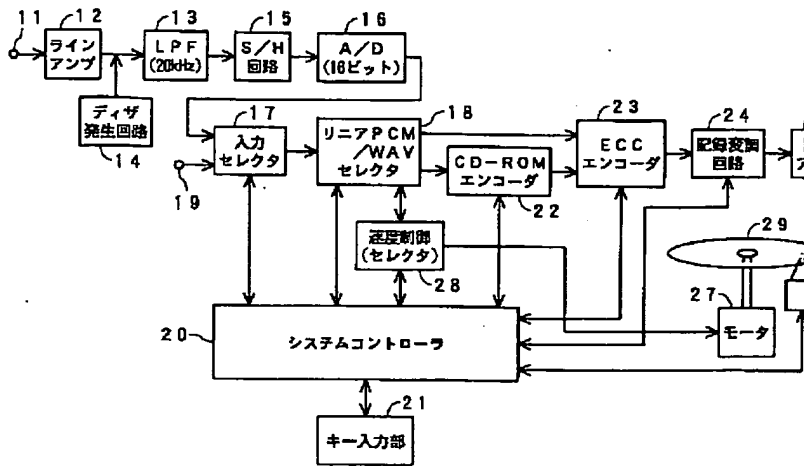 11
12
ライン
アンプ
13
LPF
(20kHz)
15
S/H
回路
16
A/D
(16ビット)
ディザ
発生回路
14
17
入力
セレクタ
18
リニアPCM
/WAV
セレクタ
19
CD-ROM
エンコーダ
22
23
ECC
エンコーダ
24
記録変調
回路
ア
速度制御
(セレクタ)
28
29
27
モータ
20
システムコントローラ
21
キー入力部